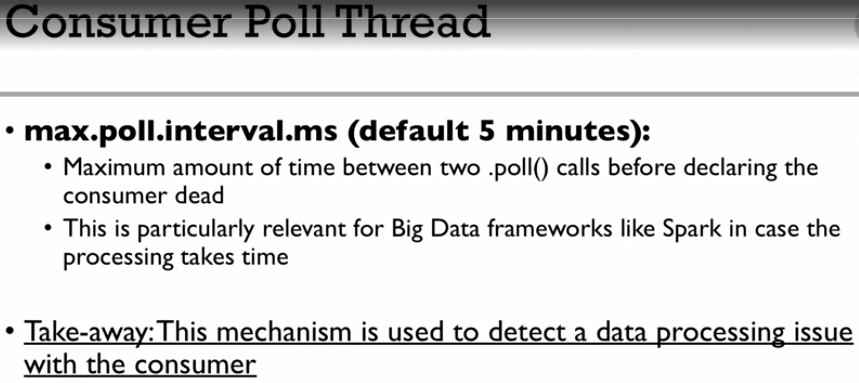 Consumer Poll Thread
• max.poll.interval.ms (default 5 minutes):
• Maximum amount of time between two .poll() calls before declaring the
consumer dead
• This is particularly relevant for Big Data frameworks like Spark in case the
processing takes time
• Take-away: This mechanism is used to detect a data processing issue
with the consumer